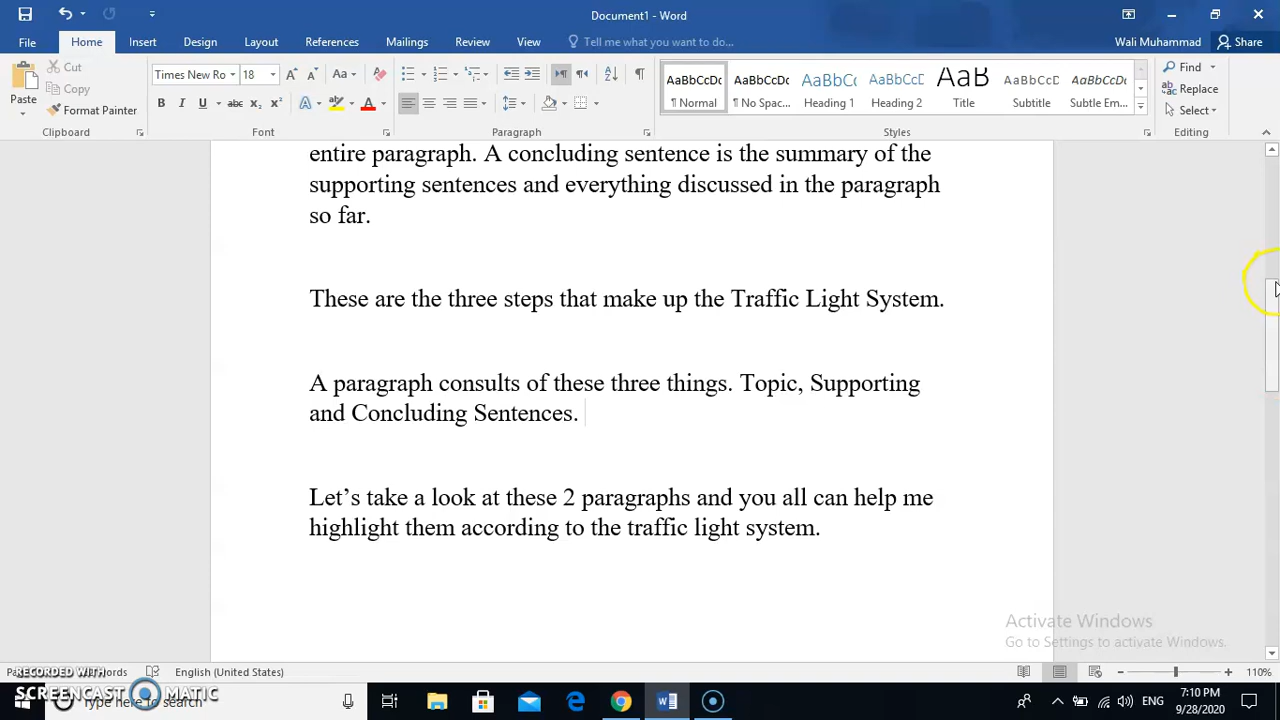 Document1 - Word
File Home Insert Design Layout References Mailings Review View Tell me what you want to do... Wali Muhammad Share
Cut
Copy
Paste Format Painter
Clipboard
Times New Ro 18
Font
Paragraph
AaBbCcDc AaBbCcDc AaBbCc AaBbCcD AaB AaBbCcD AaBbCcD
¶ Normal ¶ No Spac... Heading 1 Heading 2 Title Subtitle Subtle Em...
Styles
Find
Replace
Select
Editing
entire paragraph. A concluding sentence is the summary of the
supporting sentences and everything discussed in the paragraph
so far.
These are the three steps that make up the Traffic Light System.
A paragraph consults of these three things. Topic, Supporting
and Concluding Sentences.
Let’s take a look at these 2 paragraphs and you all can help me
highlight them according to the traffic light system.
Activate Windows
Go to Settings to activate Windows.
English (United States) 110%
RECORDED WITH
SCREENCAST MATIC
Type here to search
ENG
7:10 PM
9/28/2020